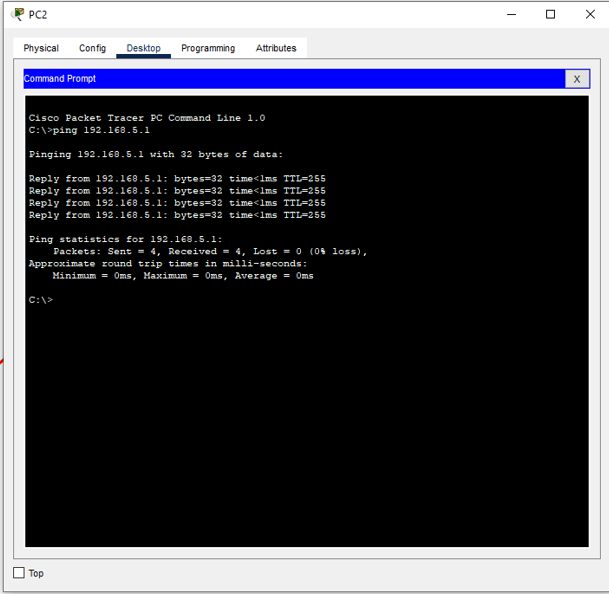 PC2
Physical Config Desktop Programming Attributes
Command Prompt
X
Cisco Packet Tracer PC Command Line 1.0
C:\>ping 192.168.5.1
Pinging 192.168.5.1 with 32 bytes of data:
Reply from 192.168.5.1: bytes=32 time<1ms TTL=255
Reply from 192.168.5.1: bytes=32 time<1ms TTL=255
Reply from 192.168.5.1: bytes=32 time<1ms TTL=255
Reply from 192.168.5.1: bytes=32 time<1ms TTL=255
Ping statistics for 192.168.5.1:
    Packets: Sent = 4, Received = 4, Lost = 0 (0% loss),
Approximate round trip times in milli-seconds:
    Minimum = 0ms, Maximum = 0ms, Average = 0ms
C:\>
Top